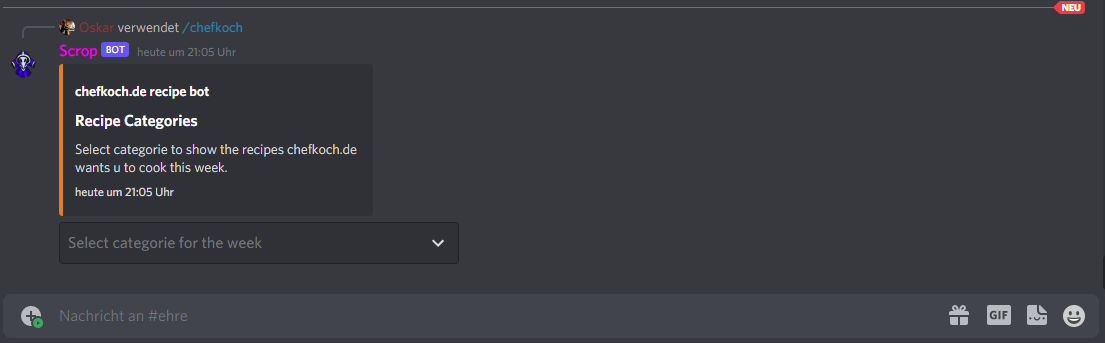 NEU
Oskar verwendet /chefkoch
Scrop BOT heute um 21:05 Uhr
chefkoch.de recipe bot
Recipe Categories
Select categorie to show the recipes chefkoch.de
wants u to cook this week.
heute um 21:05 Uhr
Select categorie for the week
Nachricht an #ehre
GIF